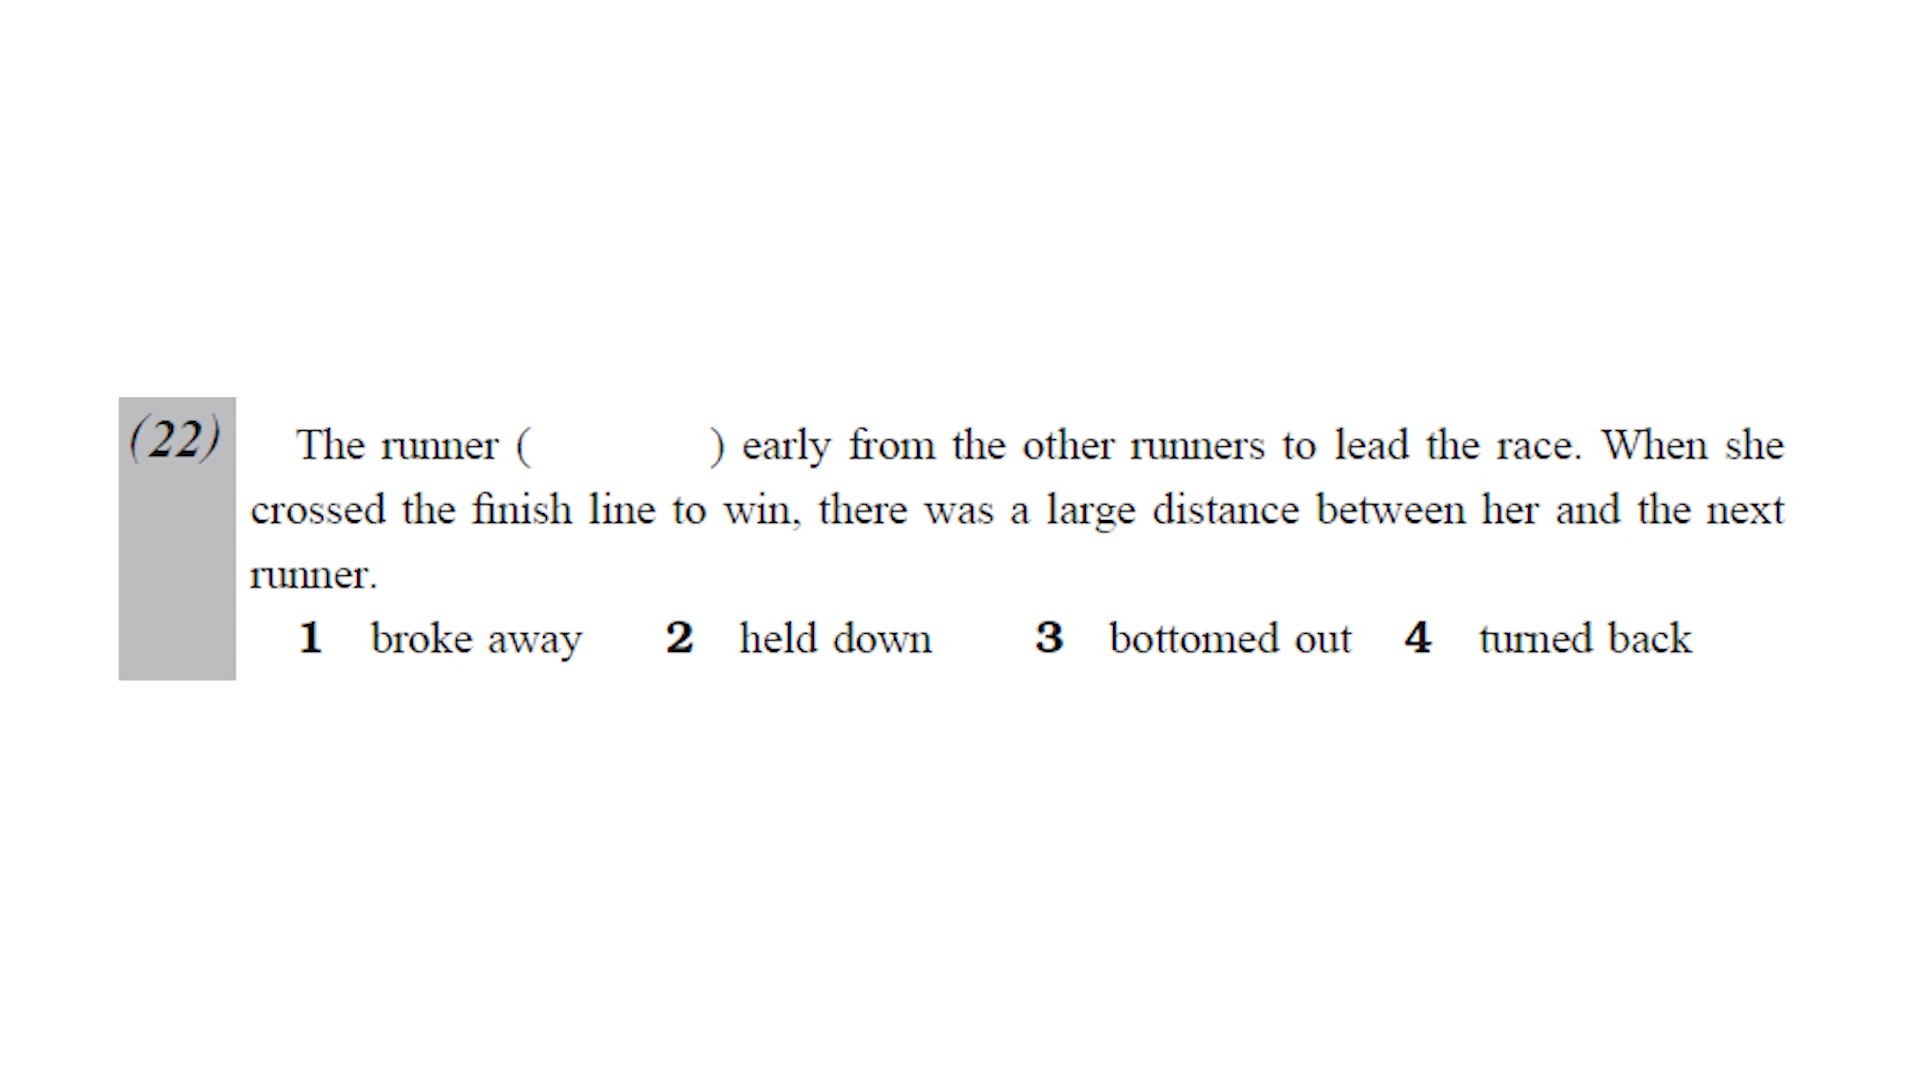 (22) The runner ( ) early from the other runners to lead the race. When she
crossed the finish line to win, there was a large distance between her and the next
runner.
1 broke away 2 held down 3 bottomed out 4 turned back